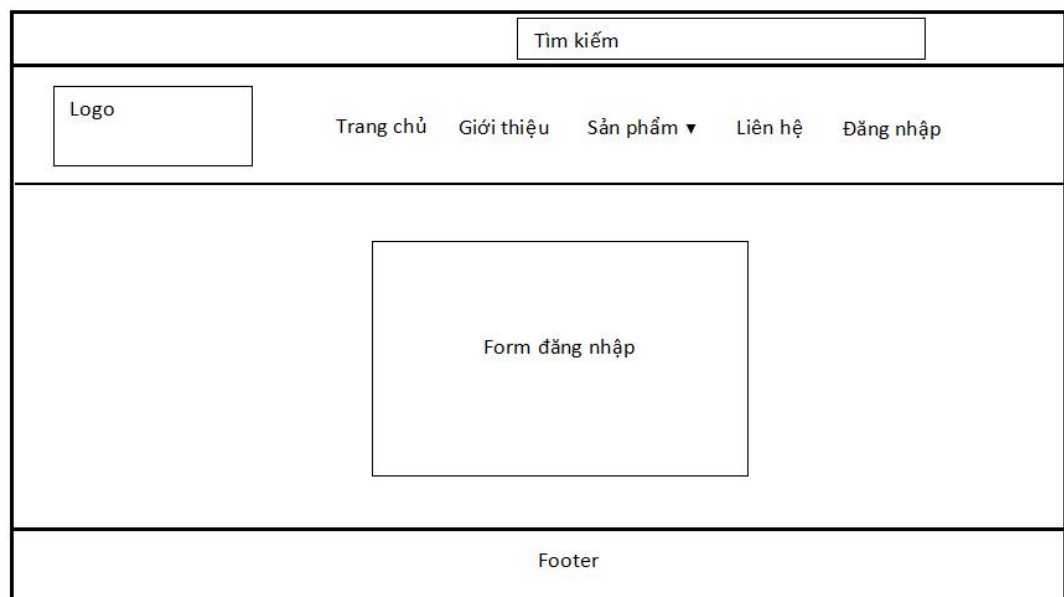 Tìm kiếm
Logo
Trang chủ Giới thiệu Sản phẩm ▾ Liên hệ Đăng nhập
Form đăng nhập
Footer